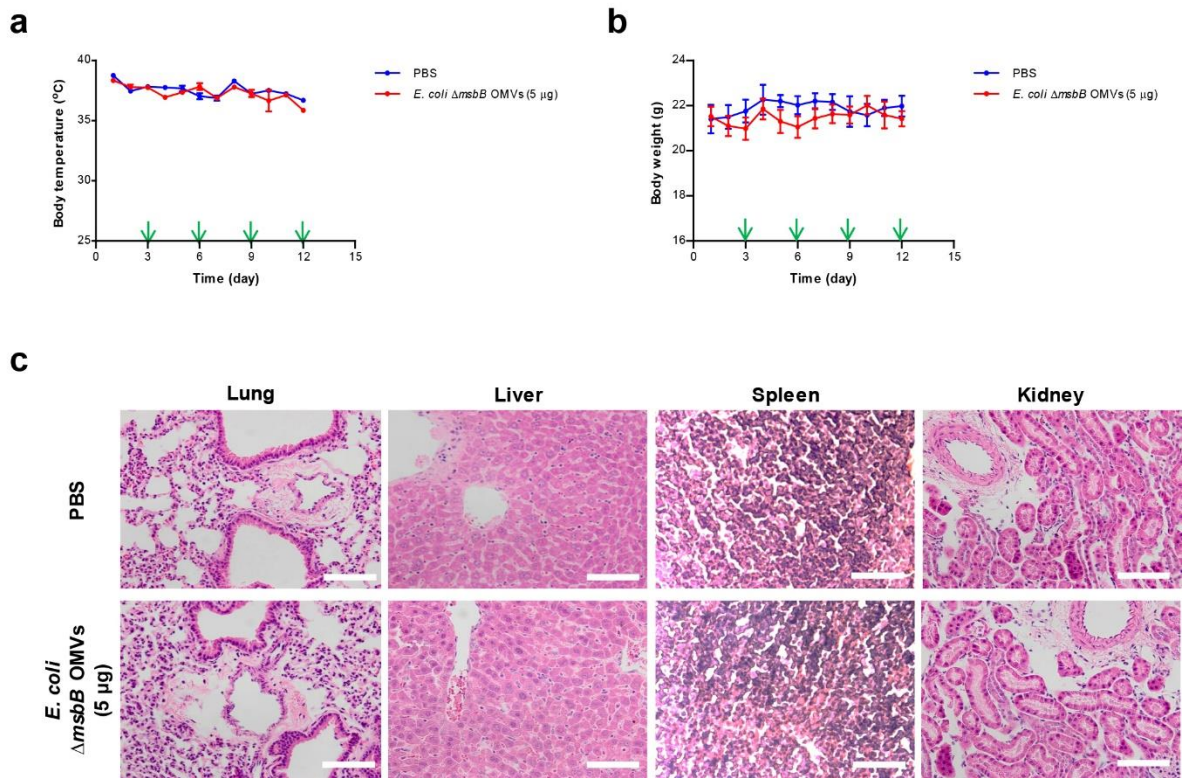 a
b
40
35
30
25
Body temperature (°C)
0
3
6
9
12
15
Time (day)
PBS
E. coli ΔmsbB OMVs (5 µg)
24
22
20
18
16
Body weight (g)
0
3
6
9
12
15
Time (day)
PBS
E. coli ΔmsbB OMVs (5 µg)
c
Lung
Liver
Spleen
Kidney
PBS
E. coli
ΔmsbB OMVs
(5 µg)